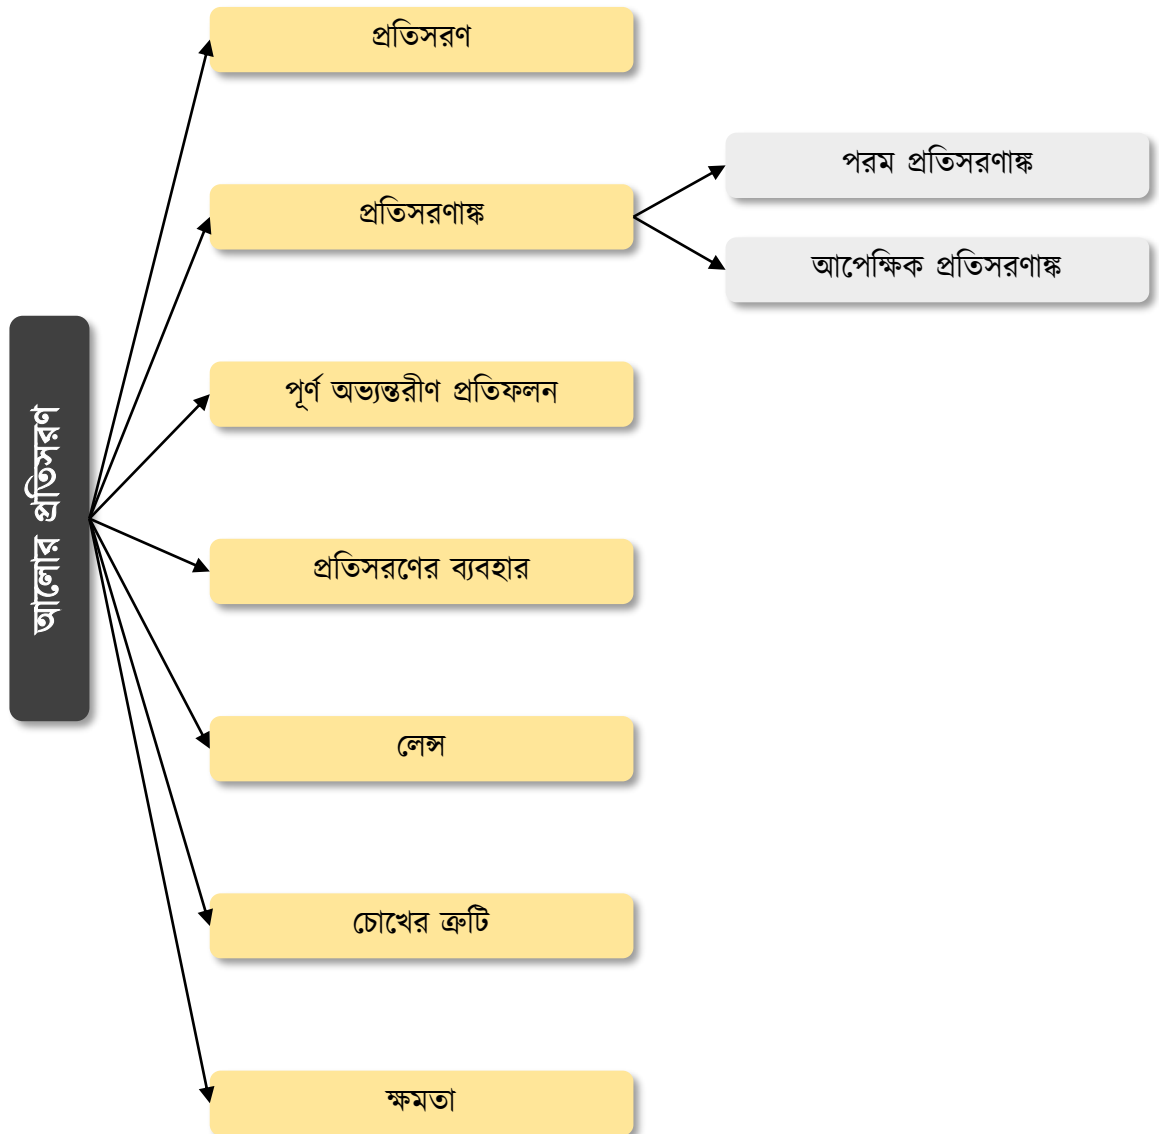 আলোর প্রতিসরণ
প্রতিসরণ
প্রতিসরণাঙ্ক
পরম প্রতিসরণাঙ্ক
আপেক্ষিক প্রতিসরণাঙ্ক
পূর্ণ অভ্যন্তরীণ প্রতিফলন
প্রতিসরণের ব্যবহার
লেন্স
চোখের ত্রুটি
ক্ষমতা